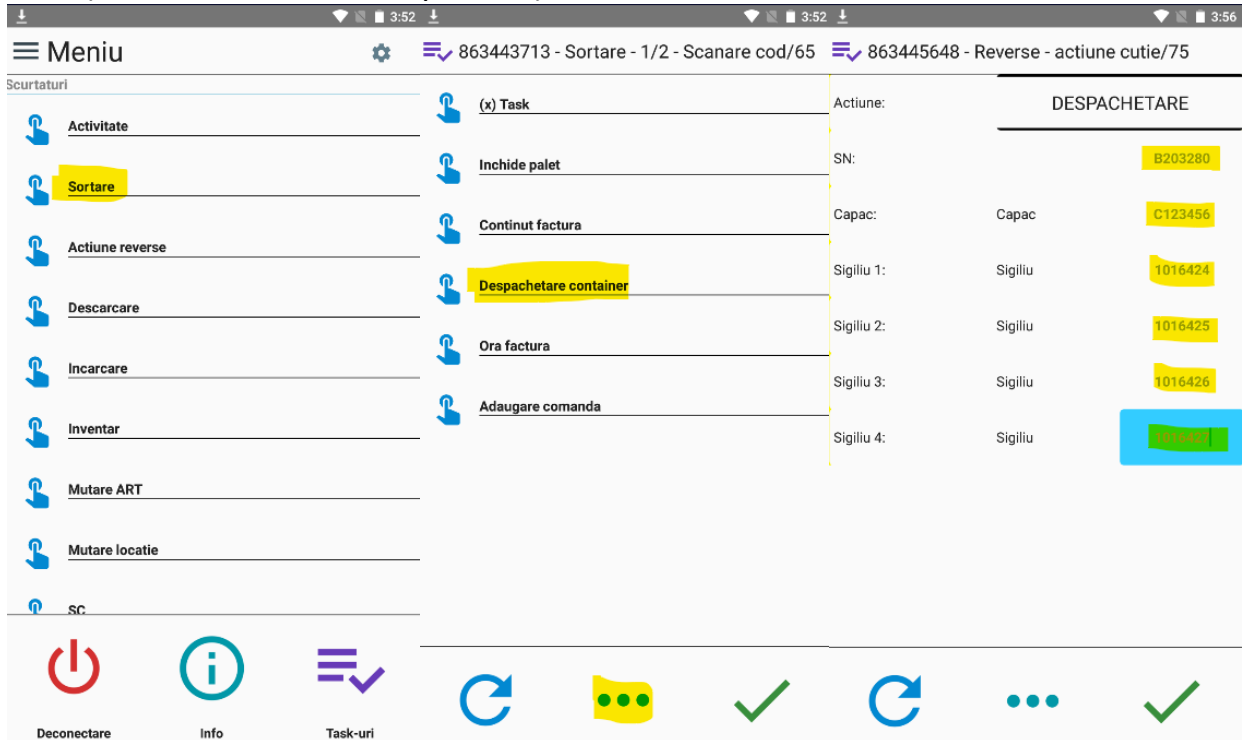 3:52
Meniu
Scurtaturi
Activitate
Sortare
Actiune reverse
Descarcare
Incarcare
Inventar
Mutare ART
Mutare locatie
SC
Deconectare
Info
Task-uri
3:52
863443713 - Sortare - 1/2 - Scanare cod/65
(x) Task
Inchide palet
Continut factura
Despachetare container
Ora factura
Adaugare comanda
3:56
863445648 - Reverse - actiune cutie/75
Actiune: DESPACHETARE
SN: B203280
Capac: Capac C123456
Sigiliu 1: Sigiliu 1016424
Sigiliu 2: Sigiliu 1016425
Sigiliu 3: Sigiliu 1016426
Sigiliu 4: Sigiliu